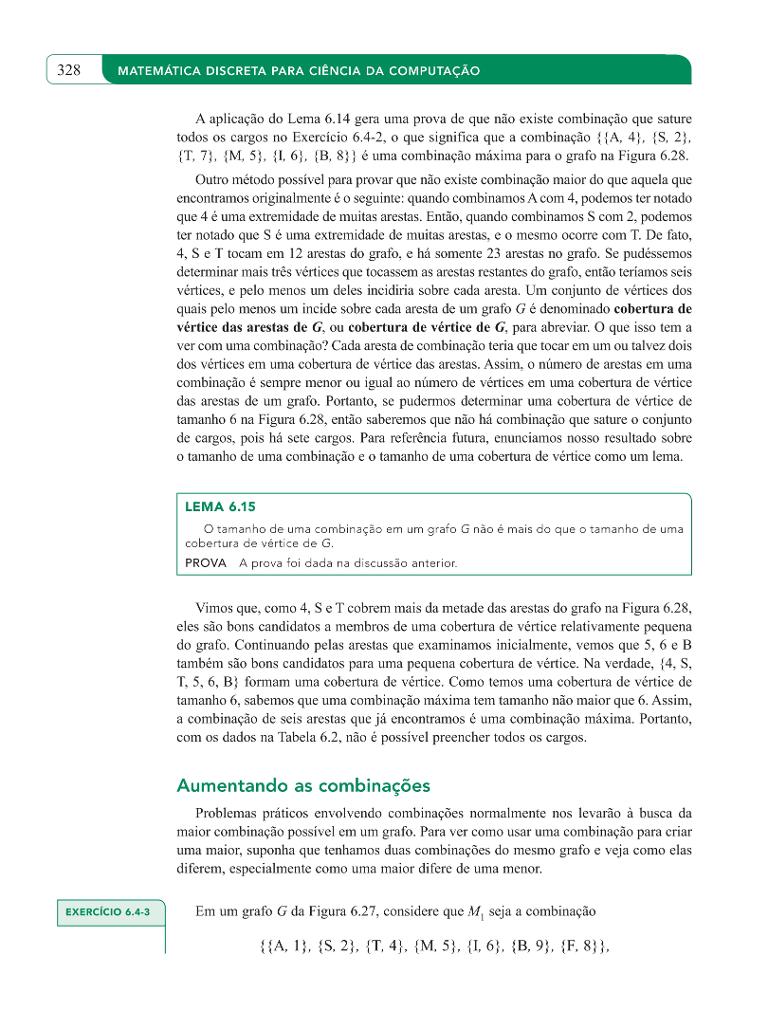 328
MATEMÁTICA DISCRETA PARA CIÊNCIA DA COMPUTAÇÃO
A aplicação do Lema 6.14 gera uma prova de que não existe combinação que sature
todos os cargos no Exercício 6.4-2, o que significa que a combinação {{A, 4}, {S, 2},
{T, 7}, {M, 5}, {I, 6}, {B, 8}} é uma combinação máxima para o grafo na Figura 6.28.
Outro método possível para provar que não existe combinação maior do que aquela que
encontramos originalmente é o seguinte: quando combinamos A com 4, podemos ter notado
que 4 é uma extremidade de muitas arestas. Então, quando combinamos S com 2, podemos
ter notado que S é uma extremidade de muitas arestas, e o mesmo ocorre com T. De fato,
4, S e T tocam em 12 arestas do grafo, e há somente 23 arestas no grafo. Se pudéssemos
determinar mais três vértices que tocassem as arestas restantes do grafo, então teríamos seis
vértices, e pelo menos um deles incidiria sobre cada aresta. Um conjunto de vértices dos
quais pelo menos um incide sobre cada aresta de um grafo G é denominado cobertura de
vértice das arestas de G, ou cobertura de vértice de G, para abreviar. O que isso tem a
ver com uma combinação? Cada aresta de combinação teria que tocar em um ou talvez dois
dos vértices em uma cobertura de vértice das arestas. Assim, o número de arestas em uma
combinação é sempre menor ou igual ao número de vértices em uma cobertura de vértice
das arestas de um grafo. Portanto, se pudermos determinar uma cobertura de vértice de
tamanho 6 na Figura 6.28, então saberemos que não há combinação que sature o conjunto
de cargos, pois há sete cargos. Para referência futura, enunciamos nosso resultado sobre
o tamanho de uma combinação e o tamanho de uma cobertura de vértice como um lema.
LEMA 6.15
O tamanho de uma combinação em um grafo G não é mais do que o tamanho de uma
cobertura de vértice de G.
PROVA A prova foi dada na discussão anterior.
Vimos que, como 4, S e T cobrem mais da metade das arestas do grafo na Figura 6.28,
eles são bons candidatos a membros de uma cobertura de vértice relativamente pequena
do grafo. Continuando pelas arestas que examinamos inicialmente, vemos que 5, 6 e B
também são bons candidatos para uma pequena cobertura de vértice. Na verdade, {4, S,
T, 5, 6, B} formam uma cobertura de vértice. Como temos uma cobertura de vértice de
tamanho 6, sabemos que uma combinação máxima tem tamanho não maior que 6. Assim,
a combinação de seis arestas que já encontramos é uma combinação máxima. Portanto,
com os dados na Tabela 6.2, não é possível preencher todos os cargos.
Aumentando as combinações
Problemas práticos envolvendo combinações normalmente nos levarão à busca da
maior combinação possível em um grafo. Para ver como usar uma combinação para criar
uma maior, suponha que tenhamos duas combinações do mesmo grafo e veja como elas
diferem, especialmente como uma maior difere de uma menor.
EXERCÍCIO 6.4-3
Em um grafo G da Figura 6.27, considere que M1 seja a combinação
{{A, 1}, {S, 2}, {T, 4}, {M, 5}, {I, 6}, {B, 9}, {F, 8}},